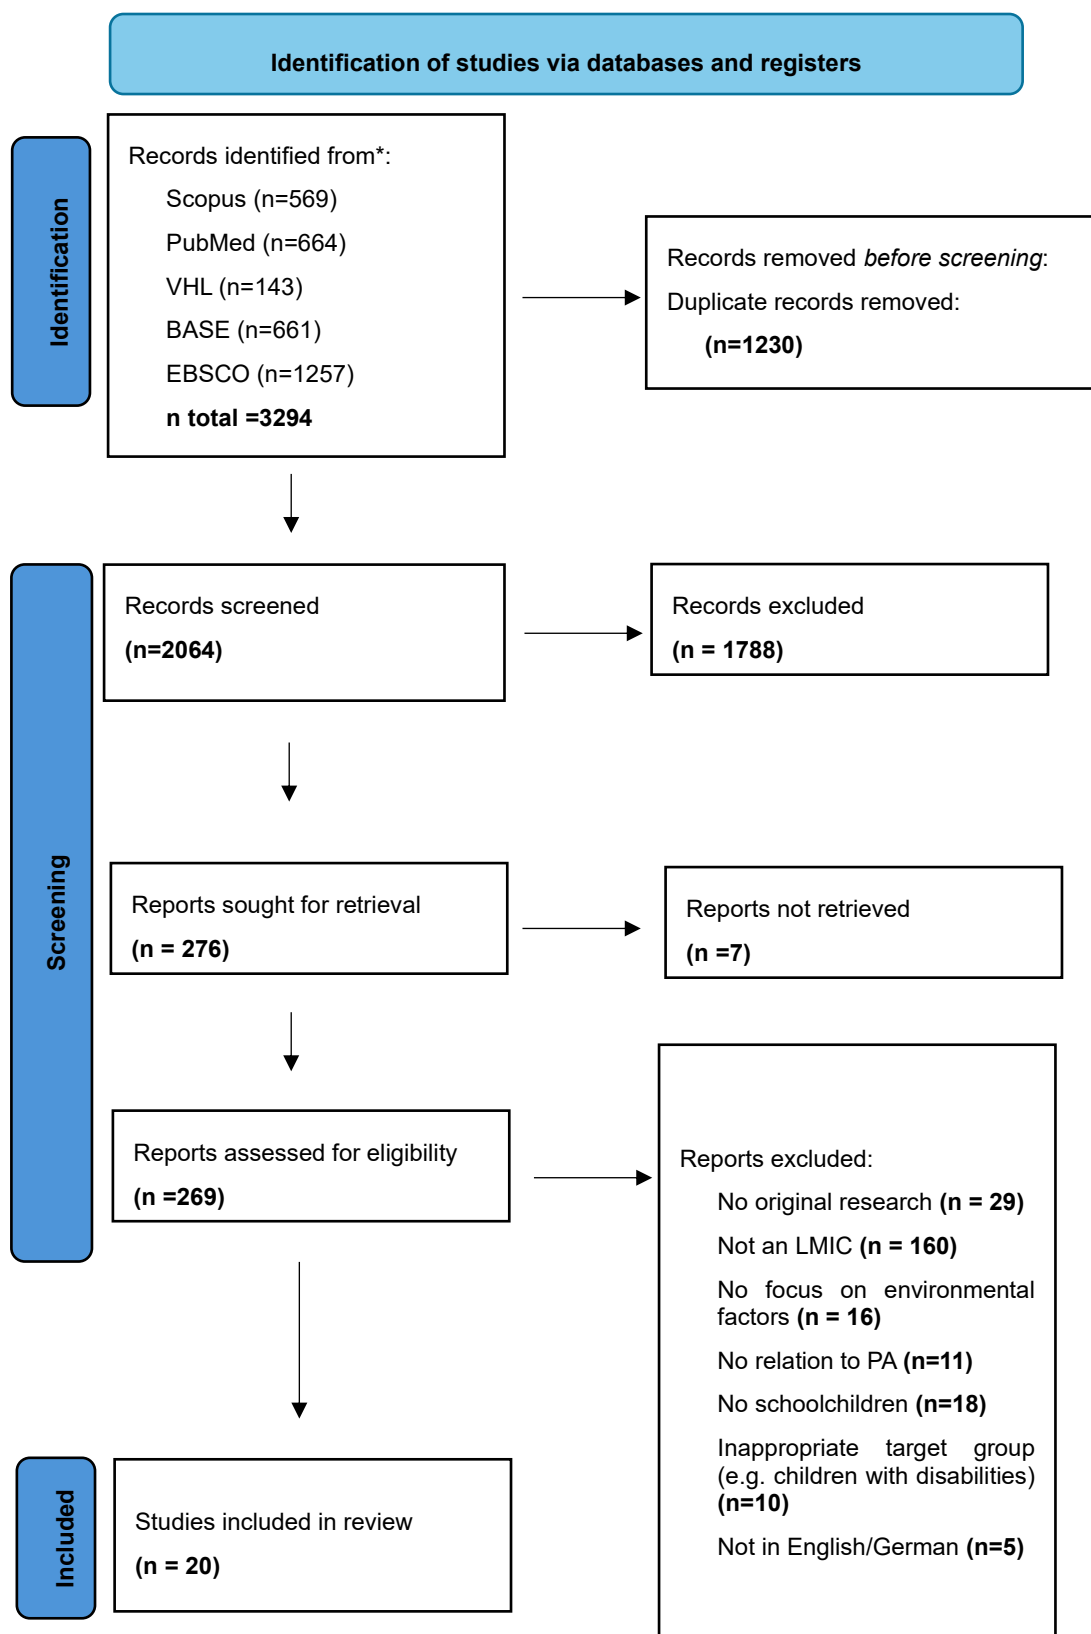 Identification of studies via databases and registers
Identification
Records identified from*:
Scopus (n=569)
PubMed (n=664)
VHL (n=143)
BASE (n=661)
EBSCO (n=1257)
n total =3294
Records removed before screening:
Duplicate records removed:
(n=1230)
Screening
Records screened
(n=2064)
Records excluded
(n = 1788)
Reports sought for retrieval
(n = 276)
Reports not retrieved
(n =7)
Reports assessed for eligibility
(n =269)
Reports excluded:
No original research (n = 29)
Not an LMIC (n = 160)
No focus on environmental
factors (n = 16)
No relation to PA (n=11)
No schoolchildren (n=18)
Inappropriate target group
(e.g. children with disabilities)
(n=10)
Not in English/German (n=5)
Included
Studies included in review
(n = 20)